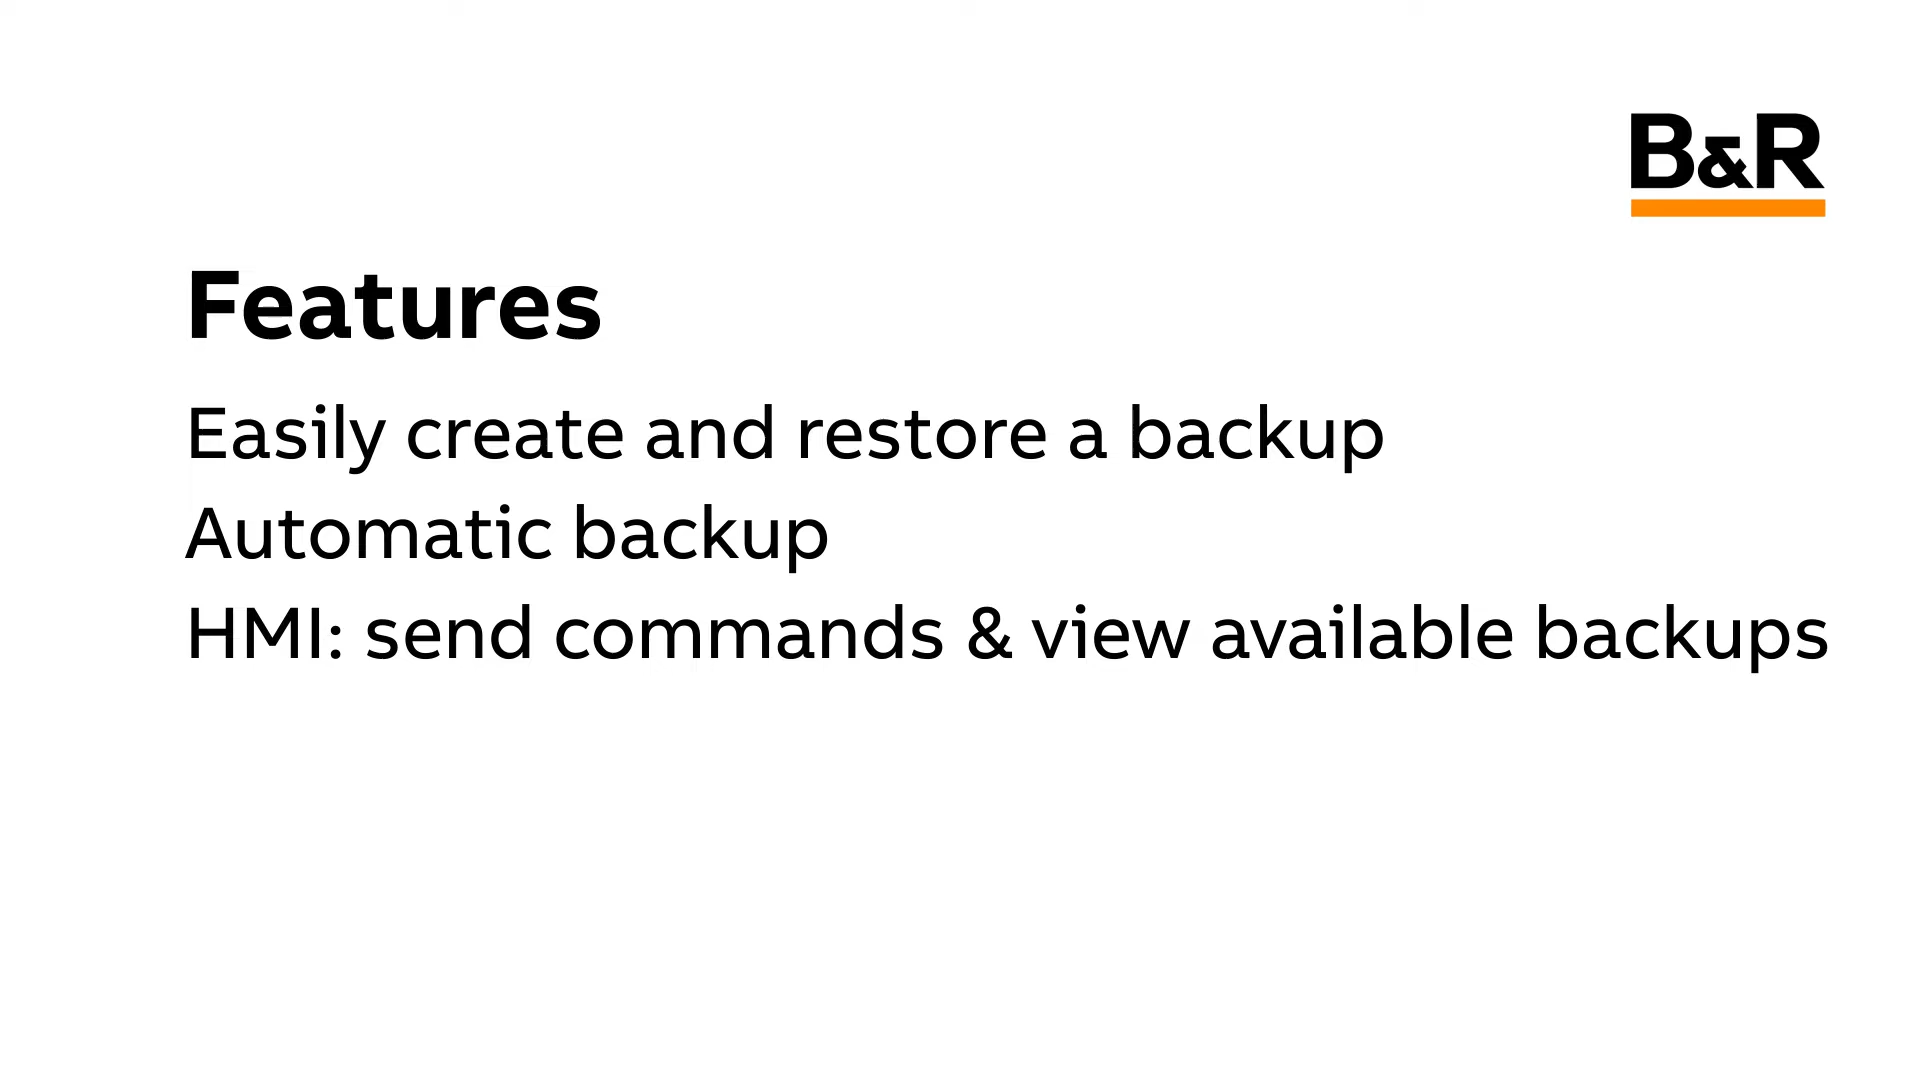 B&R
Features
Easily create and restore a backup
Automatic backup
HMI: send commands & view available backups